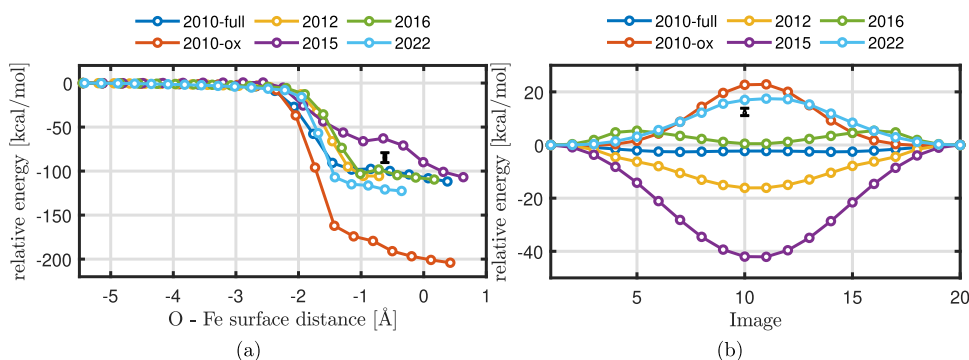 2010-full 2012 2016
2010-ox 2015 2022
relative energy [kcal/mol]
0
-50
-100
-150
-200
-5 -4 -3 -2 -1 0 1
O - Fe surface distance [Å]
(a)
2010-full 2012 2016
2010-ox 2015 2022
relative energy [kcal/mol]
20
0
-20
-40
5 10 15 20
Image
(b)